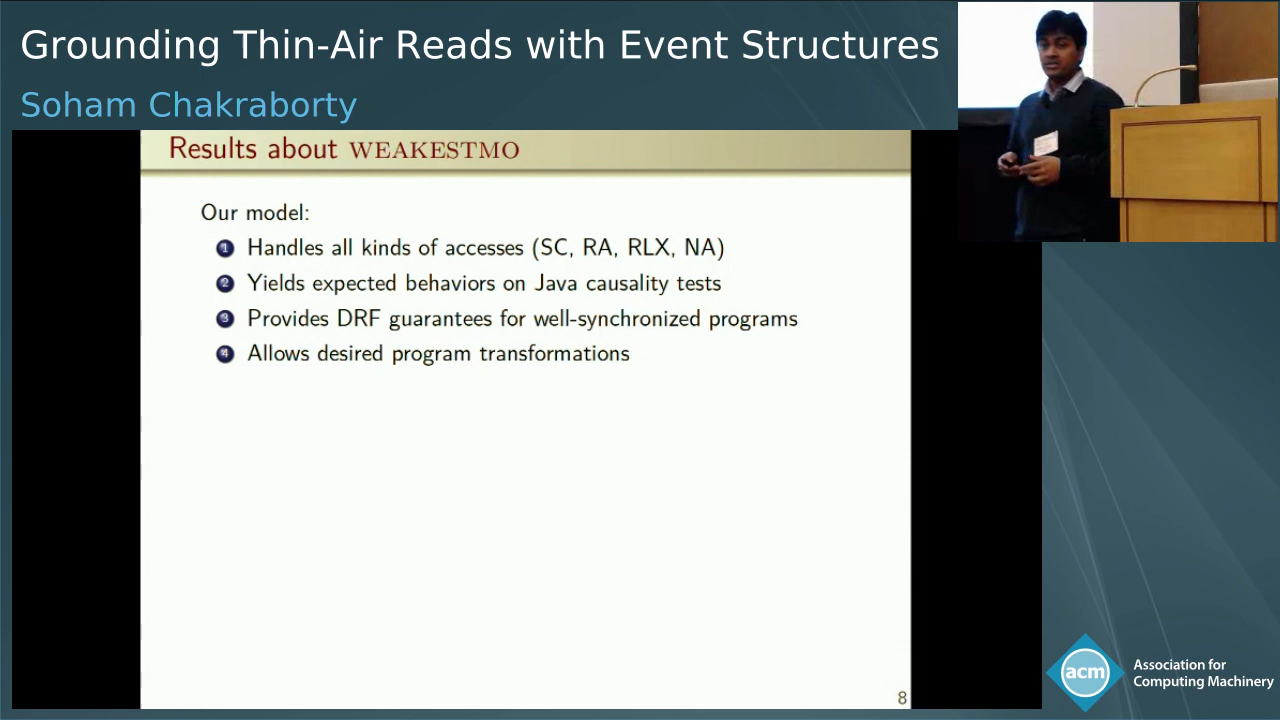 Grounding Thin-Air Reads with Event Structures
Soham Chakraborty
Results about WEAKESTMO
Our model:
1 Handles all kinds of accesses (SC, RA, RLX, NA)
2 Yields expected behaviors on Java causality tests
3 Provides DRF guarantees for well-synchronized programs
4 Allows desired program transformations
8
acm
Association for
Computing Machinery